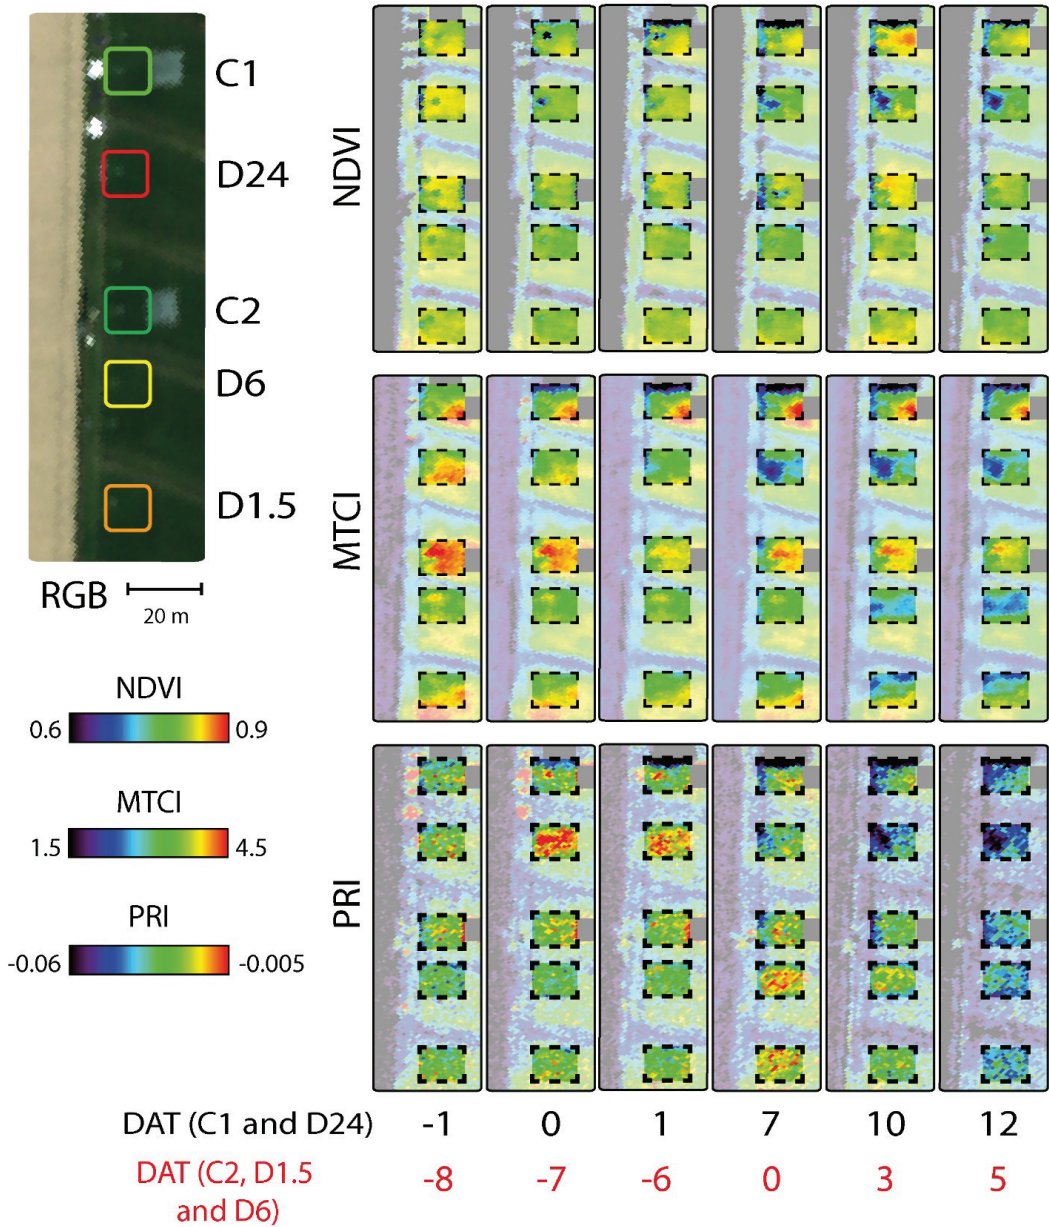 C1
D24
C2
D6
D1.5
RGB
20 m
NDVI
0.6 0.9
MTCI
1.5 4.5
PRI
-0.06 -0.005
NDVI
MTCI
PRI
DAT (C1 and D24) -1 0 1 7 10 12
DAT (C2, D1.5 -8 -7 -6 0 3 5
and D6)